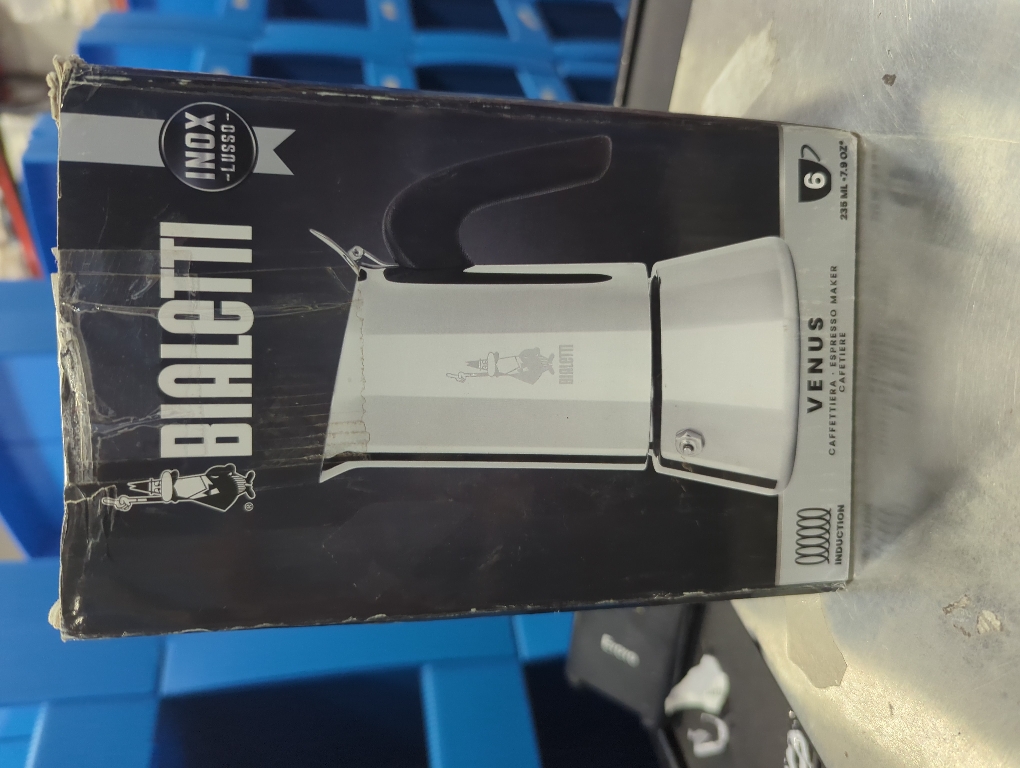 INOX
-LUSSO-
BIALETTI
®
BIALETTI
6
235 ML • 7.9 OZ*
VENUS
CAFFETTIERA · ESPRESSO MAKER
CAFETIERE
INDUCTION